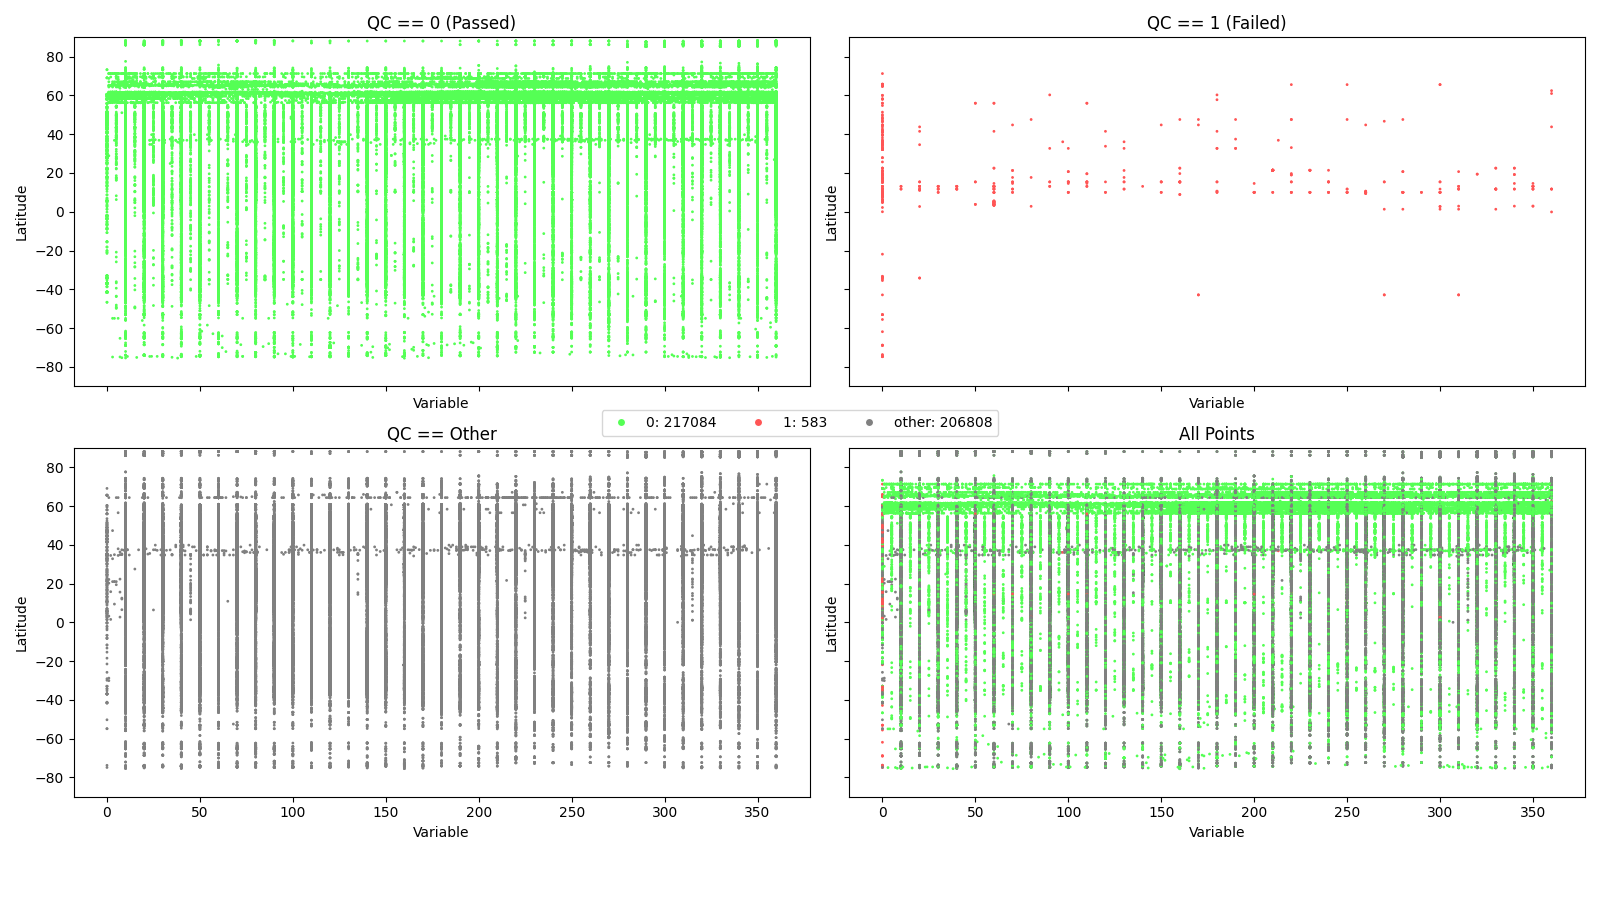 QC == 0 (Passed)
QC == 1 (Failed)
80
60
40
20
0
−20
−40
−60
−80
Latitude
Latitude
Variable
Variable
0: 217084
1: 583
other: 206808
QC == Other
All Points
80
60
40
20
0
−20
−40
−60
−80
Latitude
Latitude
0 50 100 150 200 250 300 350
0 50 100 150 200 250 300 350
Variable
Variable